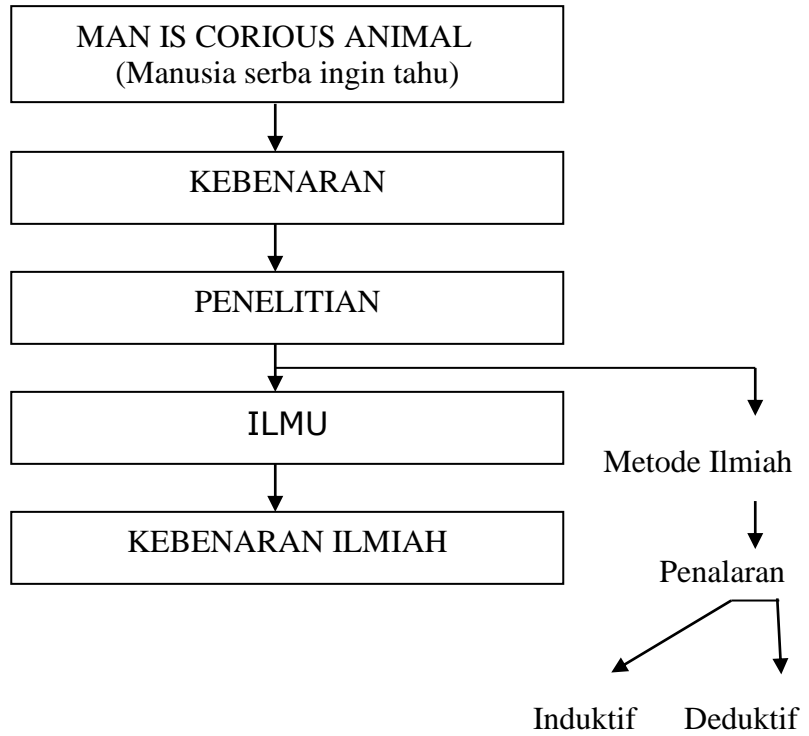 MAN IS CORIOUS ANIMAL
(Manusia serba ingin tahu)
KEBENARAN
PENELITIAN
ILMU
Metode Ilmiah
KEBENARAN ILMIAH
Penalaran
Induktif
Deduktif